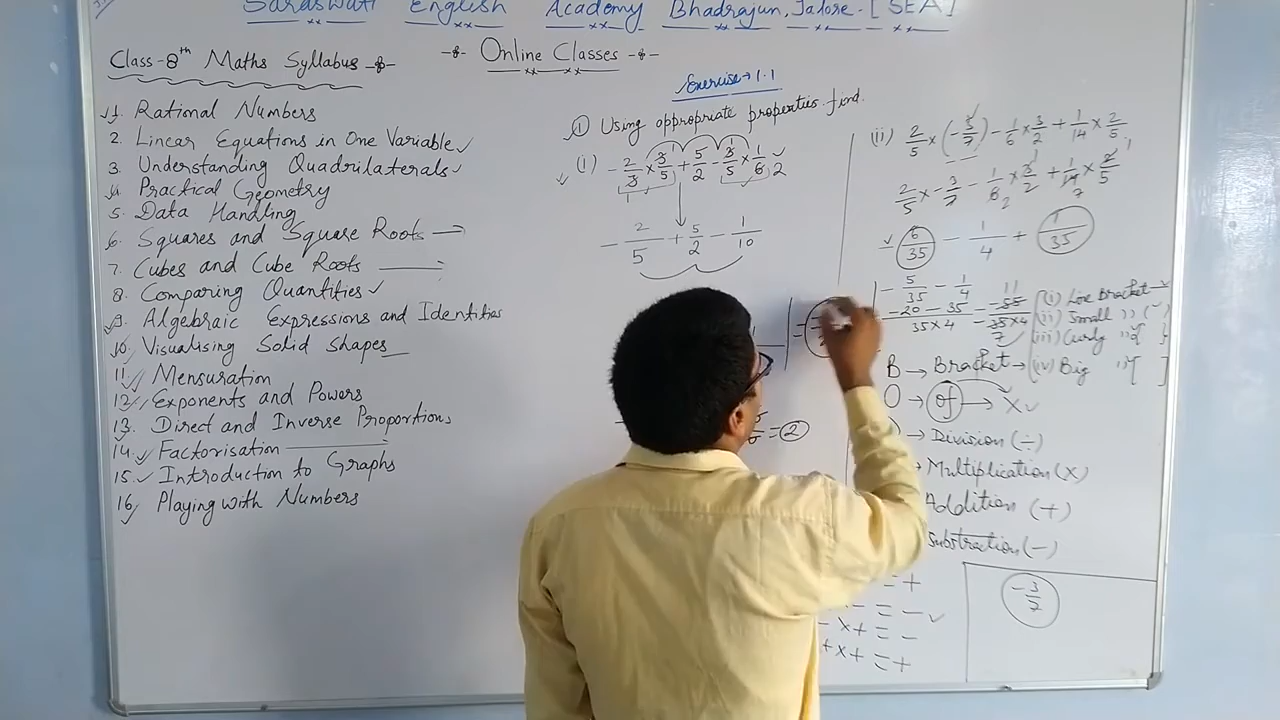 Saraswati English Academy Bhadrajun, Jalore-[SEA]
Class-8th Maths Syllabus
Online Classes
1. Rational Numbers
2. Linear Equations in One Variable
3. Understanding Quadrilaterals
4. Practical Geometry
5. Data Handling
6. Squares and Square Roots
7. Cubes and Cube Roots
8. Comparing Quantities
9. Algebraic Expressions and Identities
10. Visualising Solid Shapes
11. Mensuration
12. Exponents and Powers
13. Direct and Inverse Proportions
14. Factorisation
15. Introduction to Graphs
16. Playing with Numbers
Exercise→1.1
① Using appropriate properties find.
(i) -2/3 × 3/5 + 5/2 - 3/5 × 1/6
-2/5 + 5/2 - 1/10
= 2
(ii) 2/5 × (-3/7) - 1/6 × 3/2 + 1/14 × 2/5
2/5 × -3/7 - 1/6 × 3/2 + 1/14 × 2/5
- 6/35 - 1/4 + 1/35
- 5/35 - 1/4
-20 - 35 / 35×4 = -55 / 35×4
(i) Line Bracket
(ii) Small ,, ( )
(iii) Curly ,, { }
(iv) Big ,, [ ]
B → Bracket
O → of → ×
→ Division (÷)
Multiplication (×)
Addition (+)
Substraction (-)
-3/7
= +
- = -
- × + = -
+ × + = +